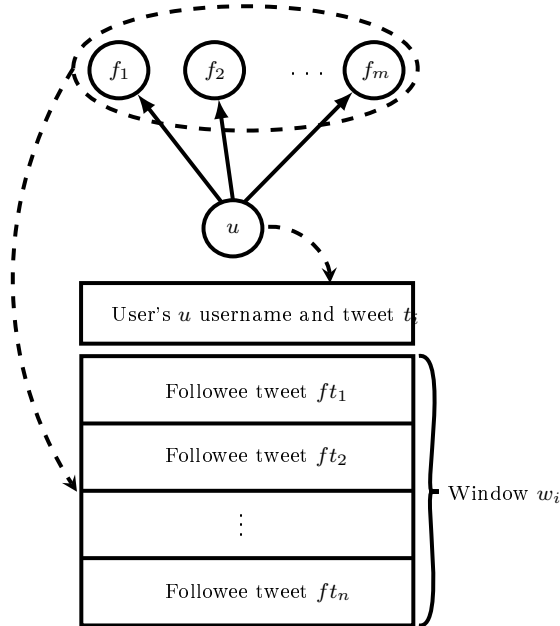 f1 f2 . . . fm
u
User's u username and tweet ti
Followee tweet ft1
Followee tweet ft2
Window wi
⋮
Followee tweet ftn